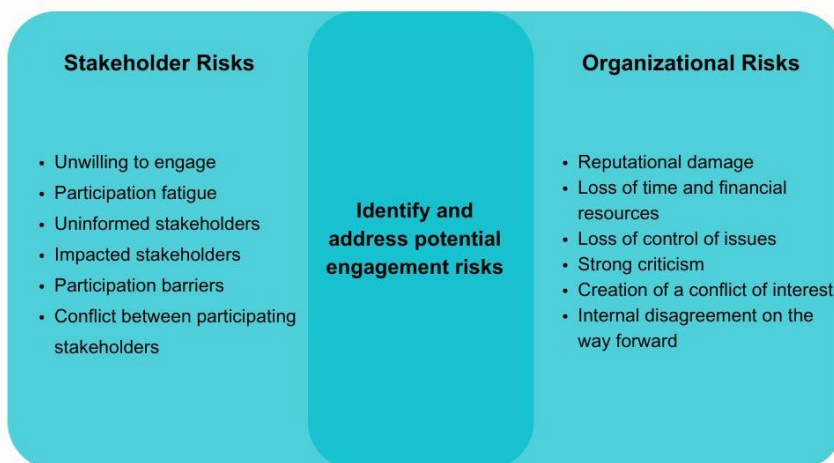 Stakeholder Risks
• Unwilling to engage
• Participation fatigue
• Uninformed stakeholders
• Impacted stakeholders
• Participation barriers
• Conflict between participating
stakeholders
Identify and
address potential
engagement risks
Organizational Risks
• Reputational damage
• Loss of time and financial
resources
• Loss of control of issues
• Strong criticism
• Creation of a conflict of interest
• Internal disagreement on the
way forward